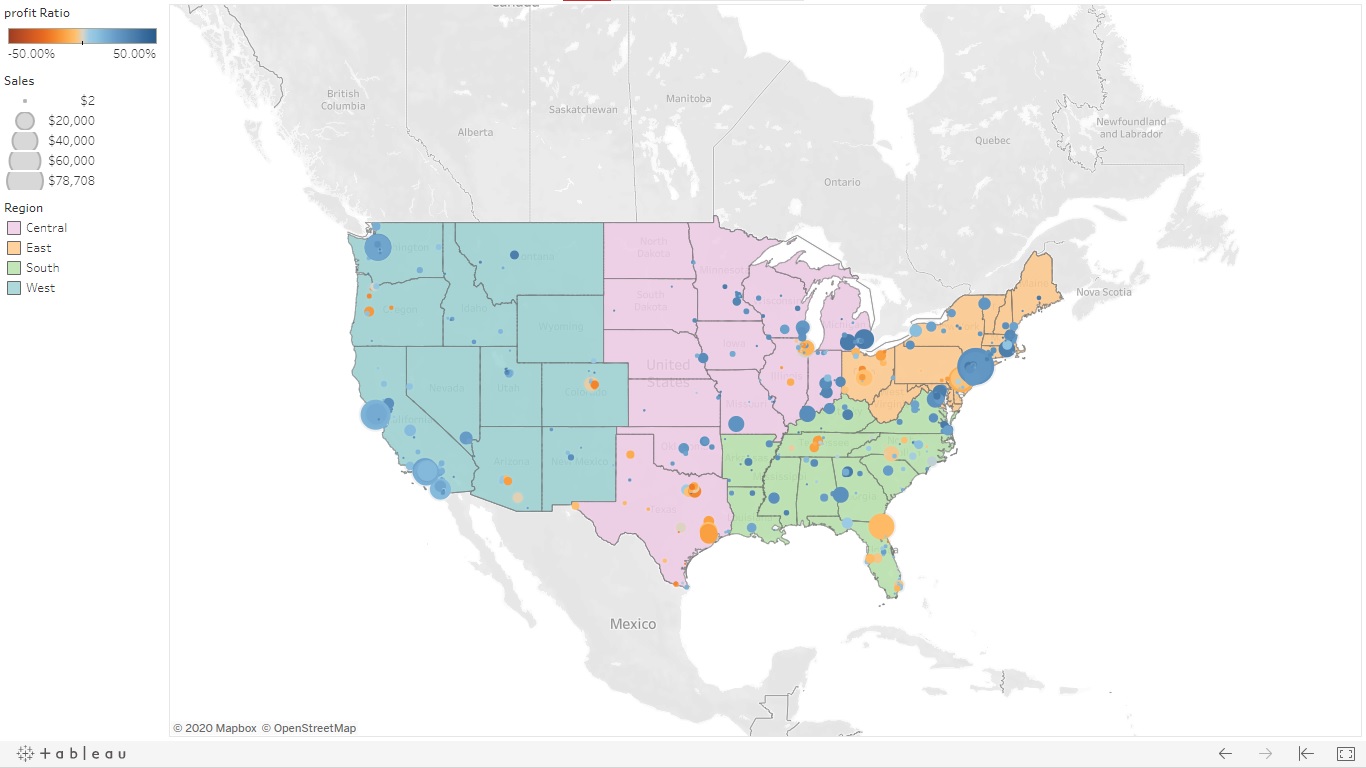 profit Ratio
-50.00% 50.00%
Sales
$2
$20,000
$40,000
$60,000
$78,708
Region
Central
East
South
West
Canada
British
Columbia
Alberta
Saskatchewan
Manitoba
Ontario
Quebec
Newfoundland
and Labrador
Nova Scotia
North
Dakota
South
Dakota
Wyoming
Idaho
Nevada
Utah
Iowa
United
States
Arizona
New Mexico
Texas
Mexico
© 2020 Mapbox © OpenStreetMap
+ a b | e a u